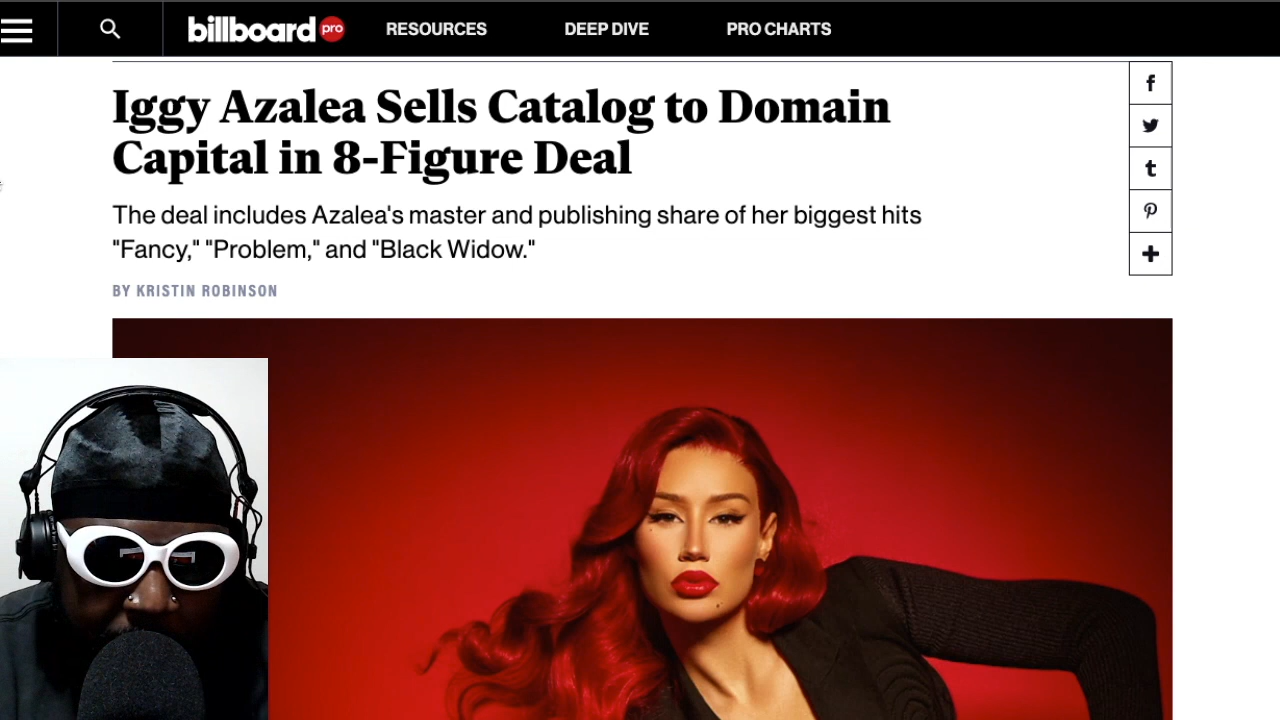 billboard pro RESOURCES DEEP DIVE PRO CHARTS
Iggy Azalea Sells Catalog to Domain
Capital in 8-Figure Deal
The deal includes Azalea's master and publishing share of her biggest hits
"Fancy," "Problem," and "Black Widow."
BY KRISTIN ROBINSON